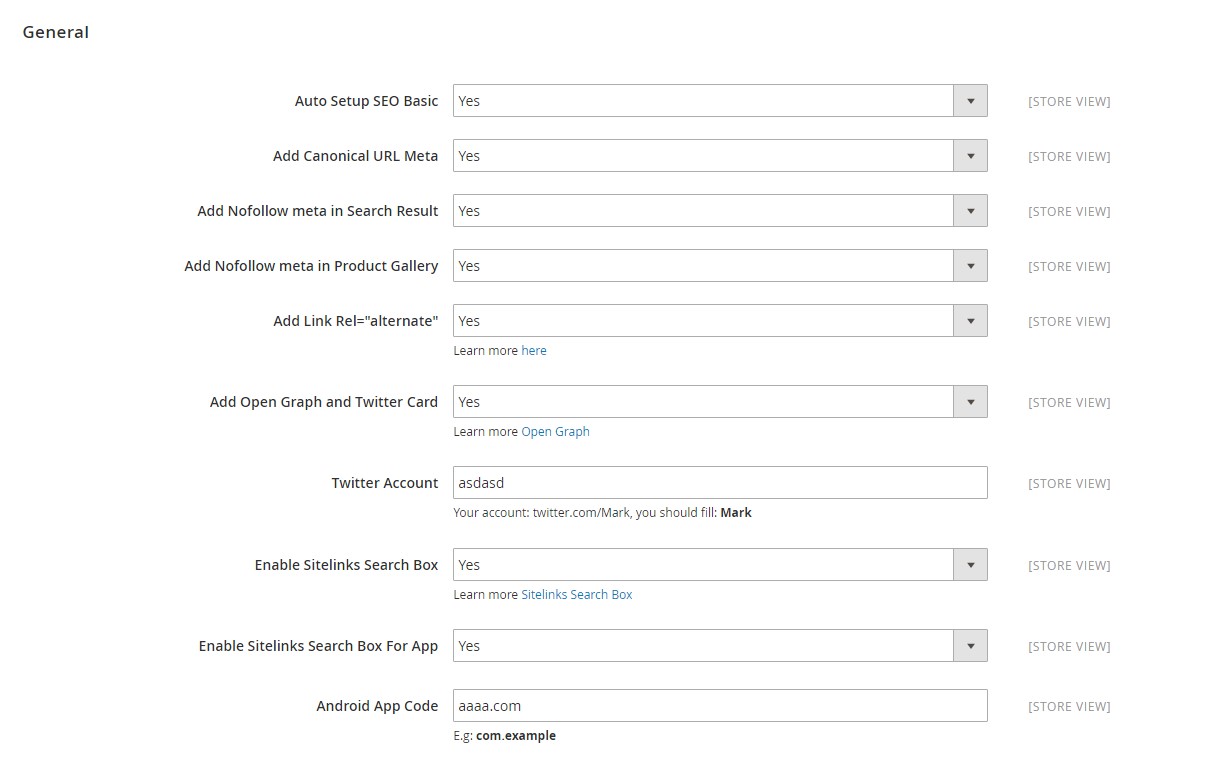 General
Auto Setup SEO Basic Yes [STORE VIEW]
Add Canonical URL Meta Yes [STORE VIEW]
Add Nofollow meta in Search Result Yes [STORE VIEW]
Add Nofollow meta in Product Gallery Yes [STORE VIEW]
Add Link Rel="alternate" Yes [STORE VIEW]
Learn more here
Add Open Graph and Twitter Card Yes [STORE VIEW]
Learn more Open Graph
Twitter Account asdasd [STORE VIEW]
Your account: twitter.com/Mark, you should fill: Mark
Enable Sitelinks Search Box Yes [STORE VIEW]
Learn more Sitelinks Search Box
Enable Sitelinks Search Box For App Yes [STORE VIEW]
Android App Code aaaa.com [STORE VIEW]
E.g: com.example